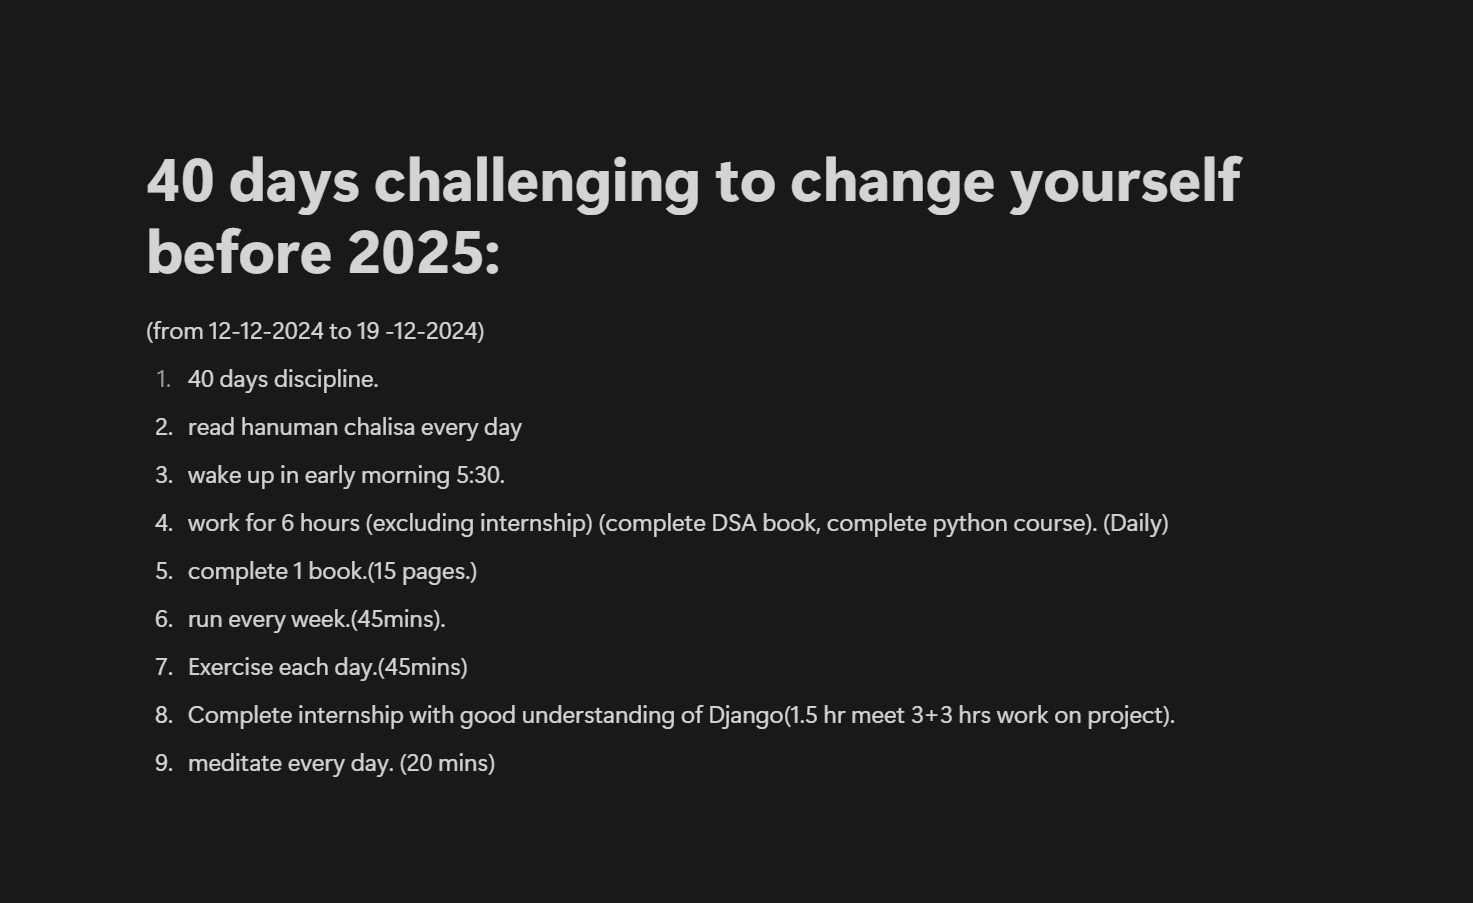 40 days challenging to change yourself
before 2025:
(from 12-12-2024 to 19 -12-2024)
1. 40 days discipline.
2. read hanuman chalisa every day
3. wake up in early morning 5:30.
4. work for 6 hours (excluding internship) (complete DSA book, complete python course). (Daily)
5. complete 1 book.(15 pages.)
6. run every week.(45mins).
7. Exercise each day.(45mins)
8. Complete internship with good understanding of Django(1.5 hr meet 3+3 hrs work on project).
9. meditate every day. (20 mins)